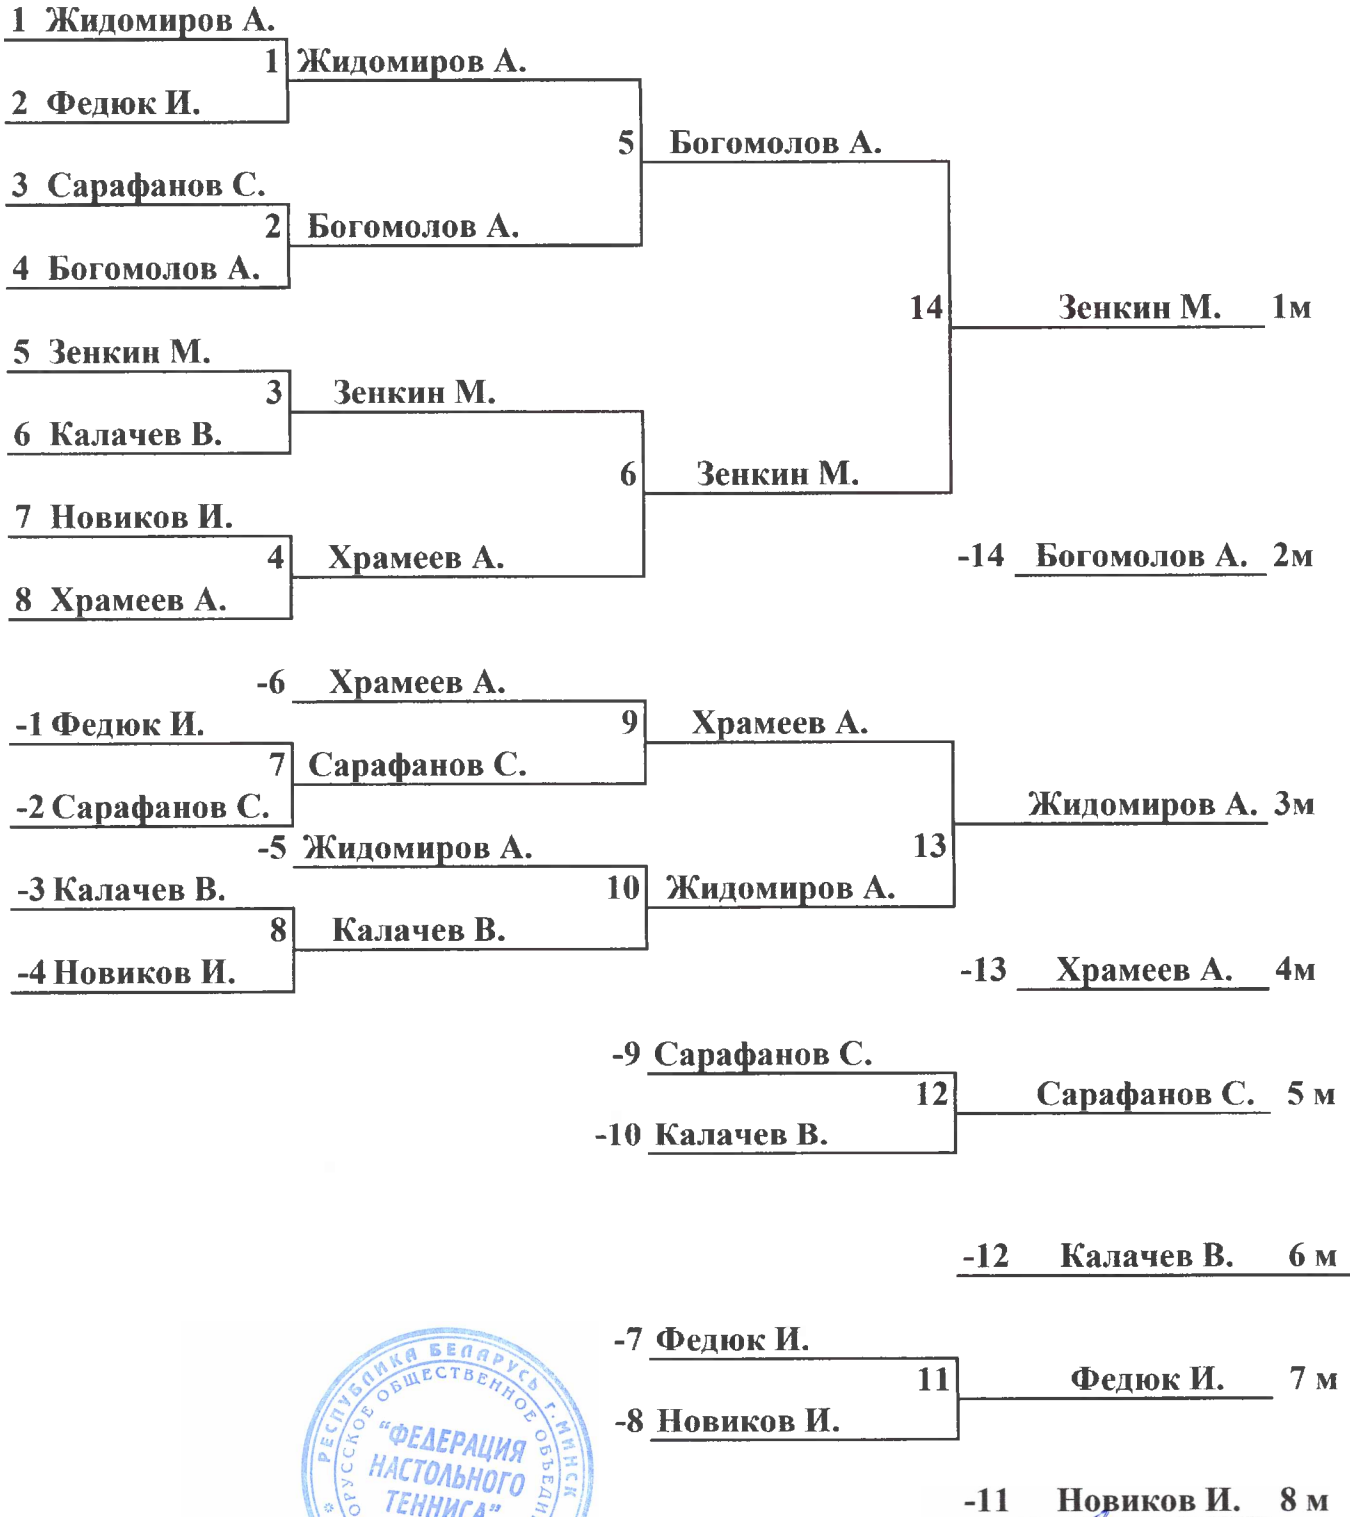 1 Жидомиров А.
1 Жидомиров А.
2 Федюк И.
5 Богомолов А.
3 Сарафанов С.
2 Богомолов А.
4 Богомолов А.
14 Зенкин М. 1м
5 Зенкин М.
3 Зенкин М.
6 Калачев В.
6 Зенкин М.
7 Новиков И.
4 Храмеев А.
-14 Богомолов А. 2м
8 Храмеев А.
-6 Храмеев А.
-1 Федюк И.
9 Храмеев А.
7 Сарафанов С.
-2 Сарафанов С.
Жидомиров А. 3м
-5 Жидомиров А.
13
-3 Калачев В.
10 Жидомиров А.
8 Калачев В.
-4 Новиков И.
-13 Храмеев А. 4м
-9 Сарафанов С.
12 Сарафанов С. 5 м
-10 Калачев В.
-12 Калачев В. 6 м
-7 Федюк И.
11 Федюк И. 7 м
-8 Новиков И.
-11 Новиков И. 8 м
РЕСПУБЛИКА БЕЛАРУСЬ г.МИНСК
ОБЩЕСТВЕННОЕ
"ФЕДЕРАЦИЯ
НАСТОЛЬНОГО
ТЕННИСА"